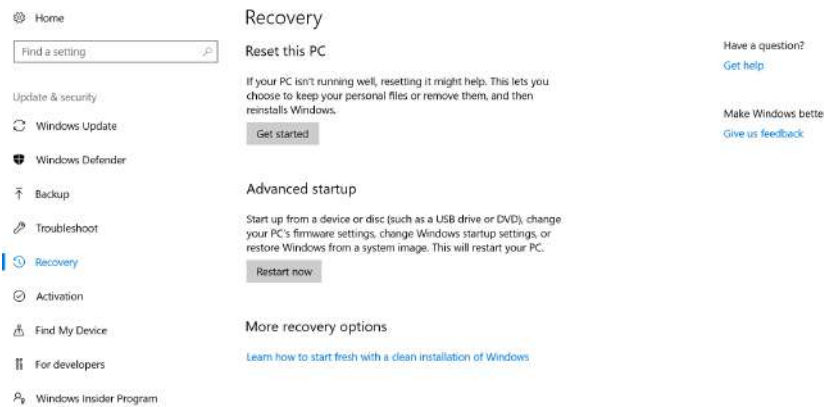 Home
Find a setting
Update & security
Windows Update
Windows Defender
Backup
Troubleshoot
Recovery
Activation
Find My Device
For developers
Windows Insider Program
Recovery
Reset this PC
If your PC isn't running well, resetting it might help. This lets you
choose to keep your personal files or remove them, and then
reinstalls Windows.
Get started
Advanced startup
Start up from a device or disc (such as a USB drive or DVD), change
your PC's firmware settings, change Windows startup settings, or
restore Windows from a system image. This will restart your PC.
Restart now
More recovery options
Learn how to start fresh with a clean installation of Windows
Have a question?
Get help
Make Windows bette
Give us feedback